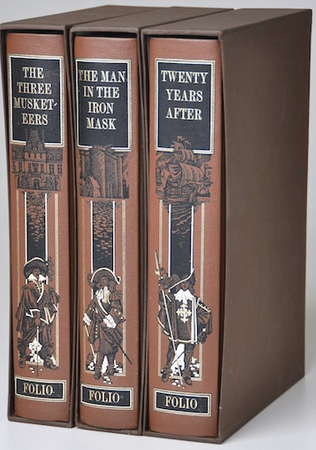 THE
THREE
MUSKET-
EERS
FOLIO
THE MAN
IN THE
IRON
MASK
FOLIO
TWENTY
YEARS
AFTER
FOLIO